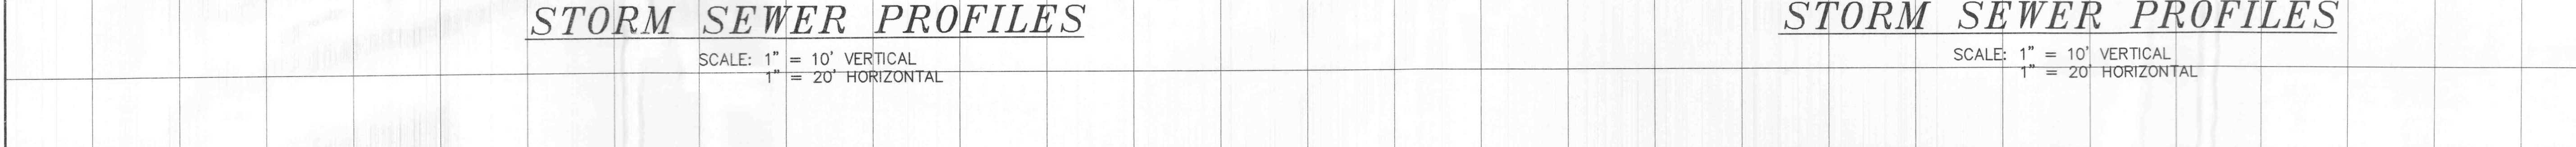 STORM SEWER PROFILES
SCALE: 1" = 10' VERTICAL
1" = 20' HORIZONTAL
STORM SEWER PROFILES
SCALE: 1" = 10' VERTICAL
1" = 20' HORIZONTAL